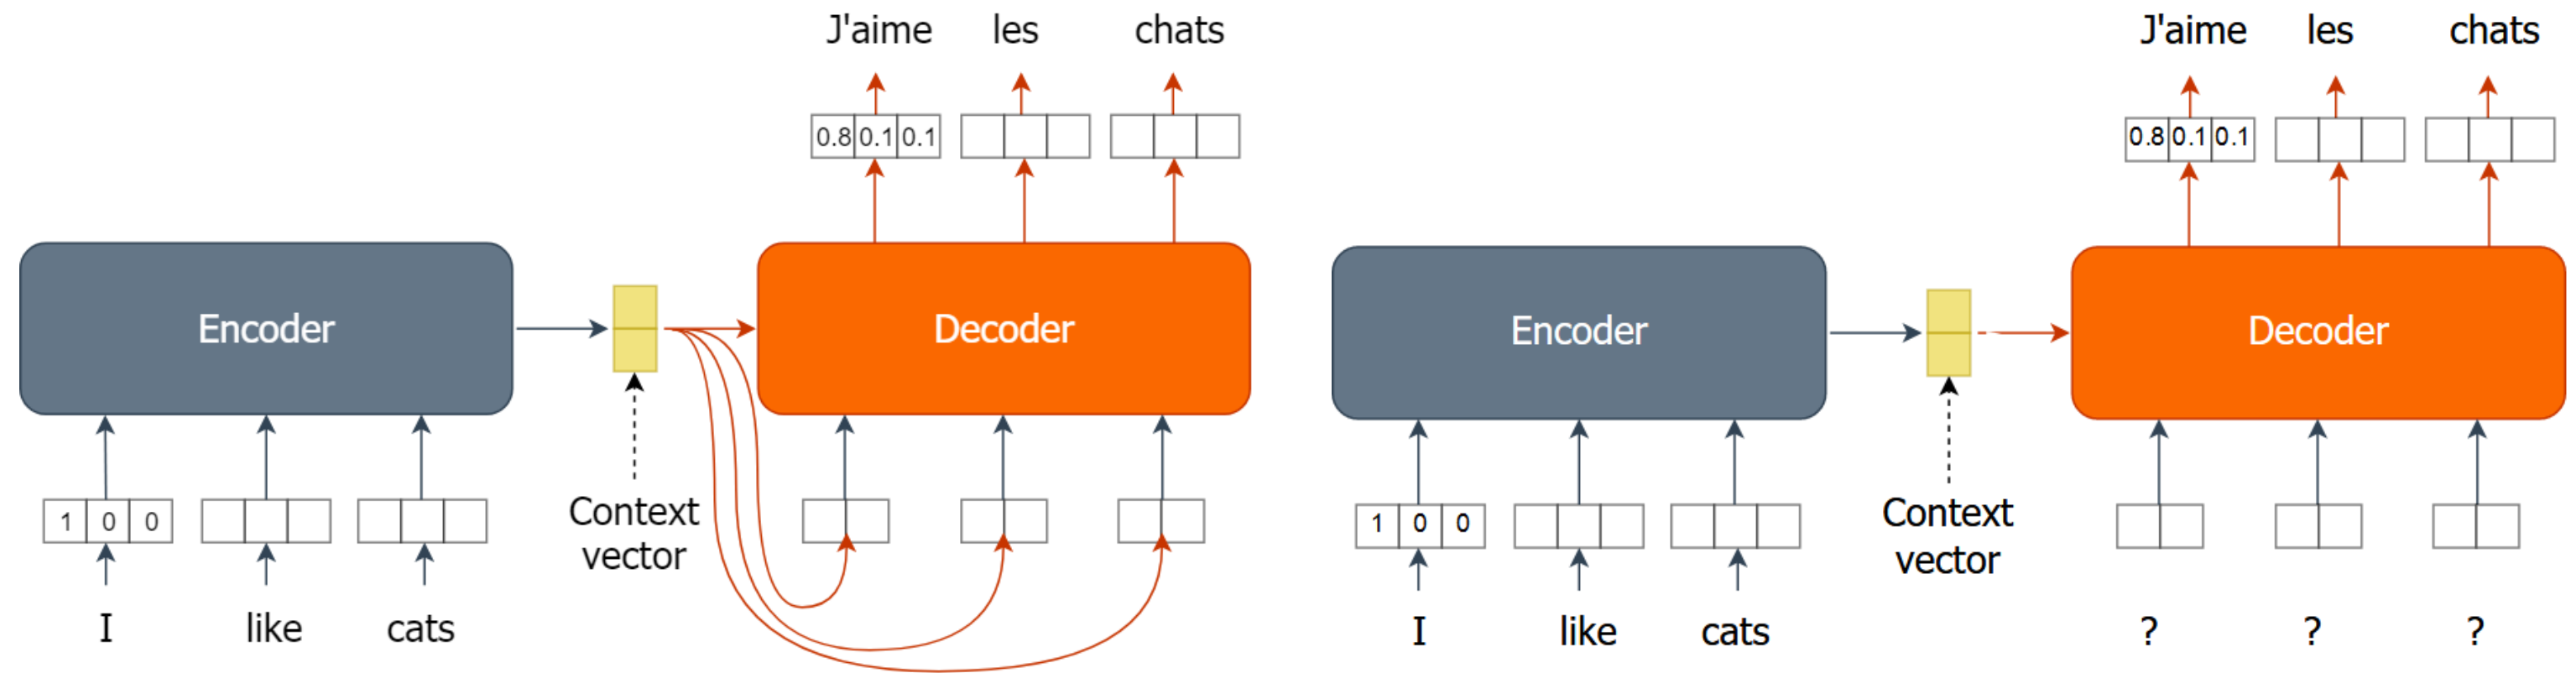 J'aime les chats
0.8 0.1 0.1
Encoder
Decoder
1 0 0
Context
vector
I like cats
J'aime les chats
0.8 0.1 0.1
Encoder
Decoder
1 0 0
Context
vector
I like cats
? ? ?